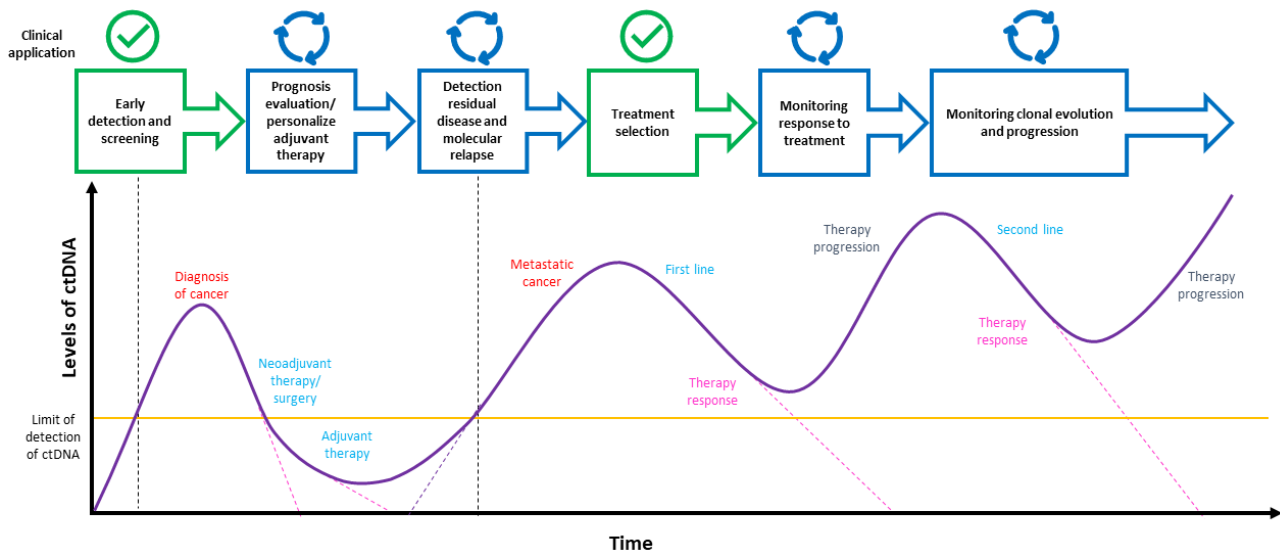 Clinical
application
Early
detection and
screening
Prognosis
evaluation/
personalize
adjuvant
therapy
Detection
residual
disease and
molecular
relapse
Treatment
selection
Monitoring
response to
treatment
Monitoring clonal evolution
and progression
Levels of ctDNA
Limit of
detection
of ctDNA
Diagnosis
of cancer
Neoadjuvant
therapy/
surgery
Adjuvant
therapy
Metastatic
cancer
First line
Therapy
response
Therapy
progression
Second line
Therapy
response
Therapy
progression
Time